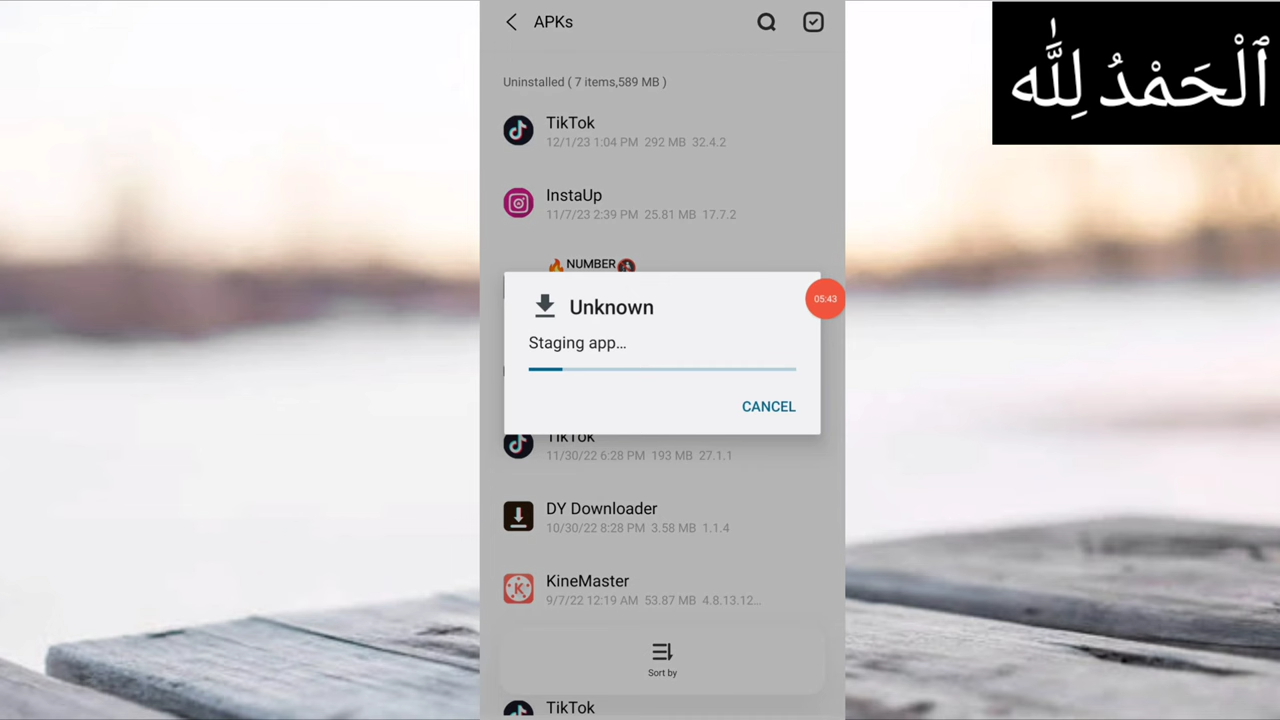 APKs
ٱلْحَمْدُ لِلَّٰه
Uninstalled ( 7 items,589 MB )
TikTok
12/1/23 1:04 PM 292 MB 32.4.2
InstaUp
11/7/23 2:39 PM 25.81 MB 17.7.2
🔥NUMBER
Unknown
05:43
Staging app...
CANCEL
TikTok
11/30/22 6:28 PM 193 MB 27.1.1
DY Downloader
10/30/22 8:28 PM 3.58 MB 1.1.4
KineMaster
9/7/22 12:19 AM 53.87 MB 4.8.13.12...
Sort by
TikTok